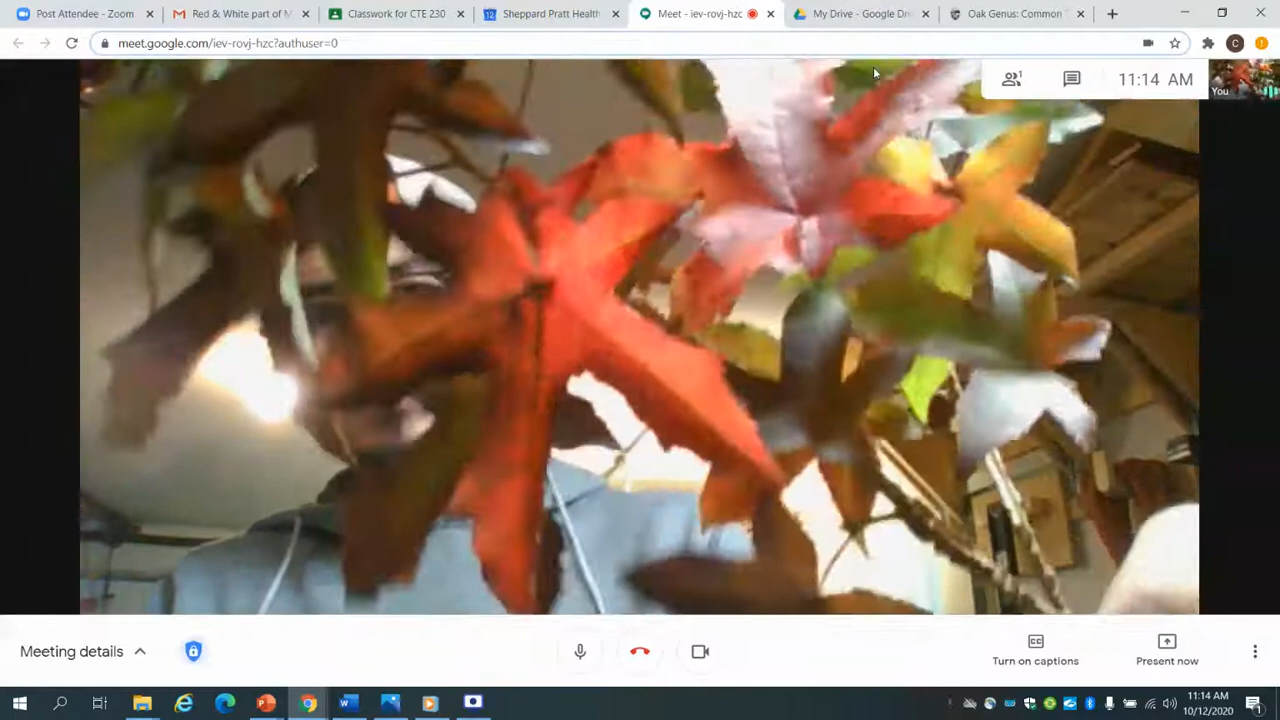 Post Attendee - Zoom
Red & White part of M
Classwork for CTE 230
Sheppard Pratt Health
Meet - iev-rovj-hzc
My Drive - Google Dri
Oak Genus: Common T
meet.google.com/iev-rovj-hzc?authuser=0
C
1
11:14 AM
You
Meeting details
Turn on captions
Present now
11:14 AM
10/12/2020